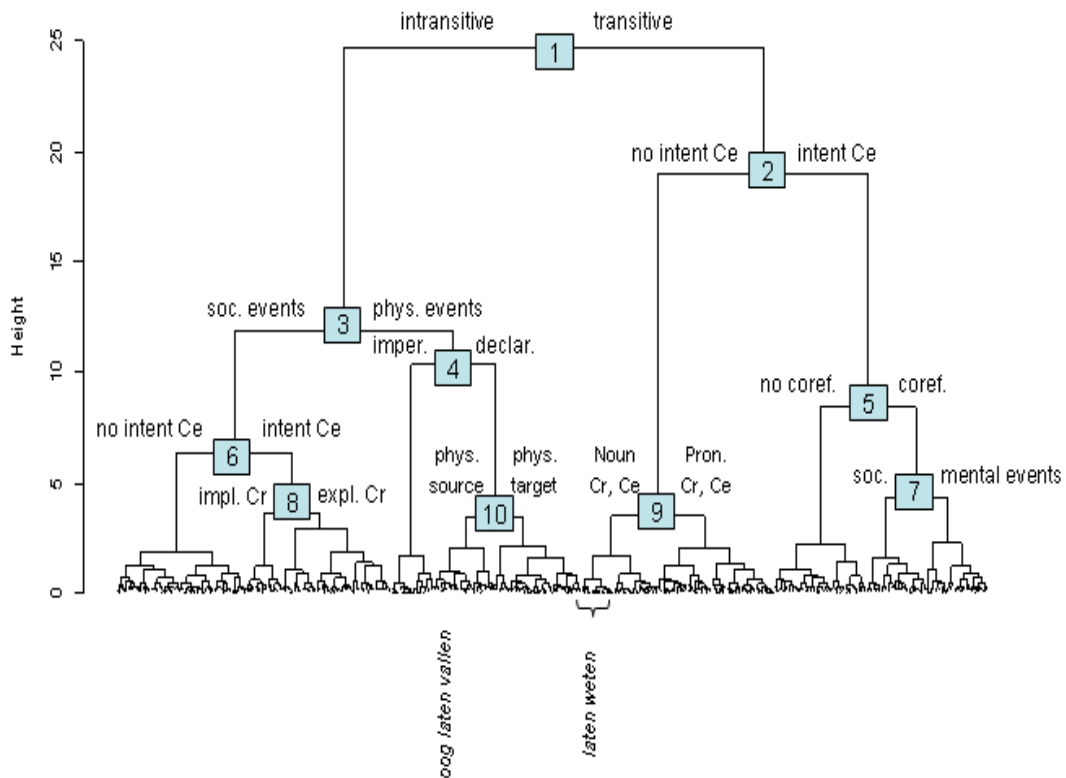 intransitive transitive
25
1
20
no intent Ce intent Ce
2
15
soc. events phys. events
3
Height
imper. declar.
4
10
no coref. coref.
5
no intent Ce intent Ce
6
phys. source
phys. target
Noun Cr, Ce
Pron. Cr, Ce
soc. mental events
7
5
impl. Cr expl. Cr
8
10
9
0
oog laten vallen
laten weten